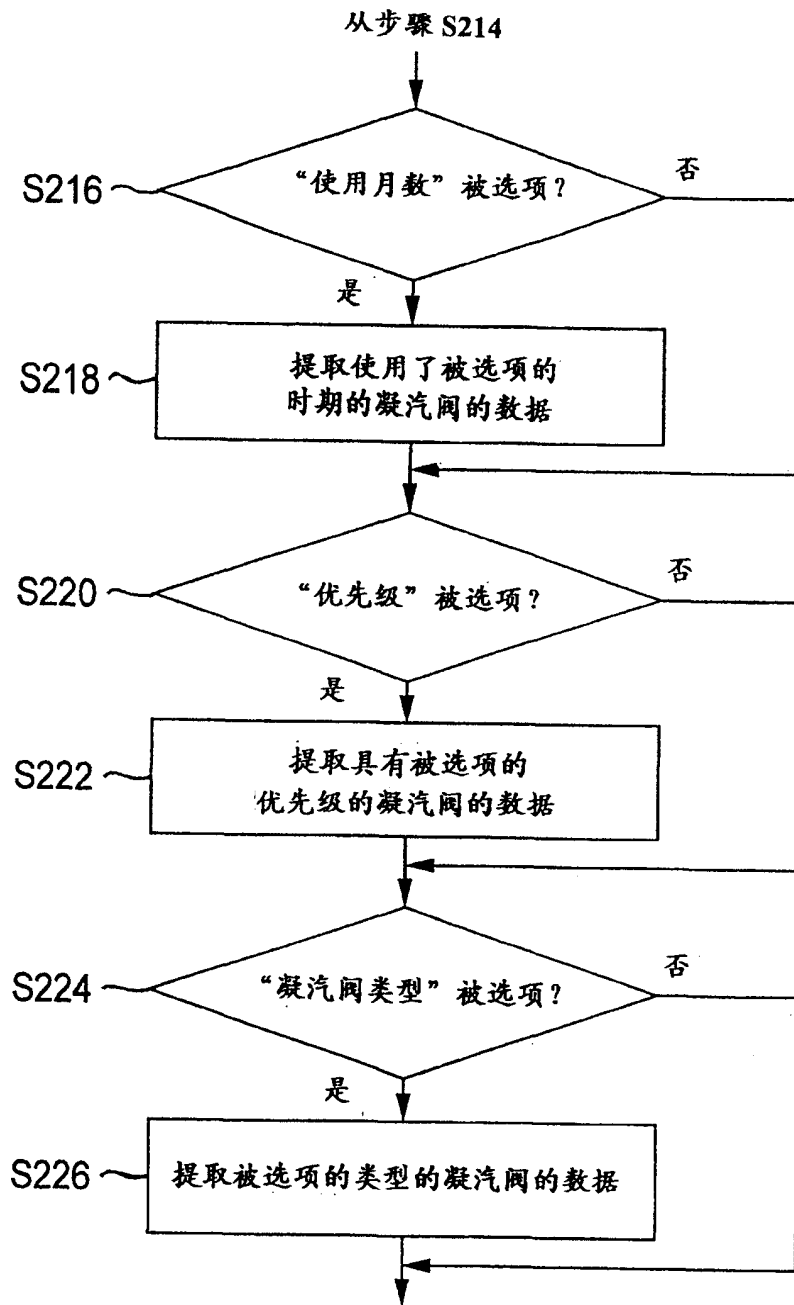 从步骤 S214
S216
“使用月数”被选项?
否
是
S218
提取使用了被选项的
时期的凝汽阀的数据
S220
“优先级”被选项?
否
是
S222
提取具有被选项的
优先级的凝汽阀的数据
S224
“凝汽阀类型”被选项?
否
是
S226
提取被选项的类型的凝汽阀的数据